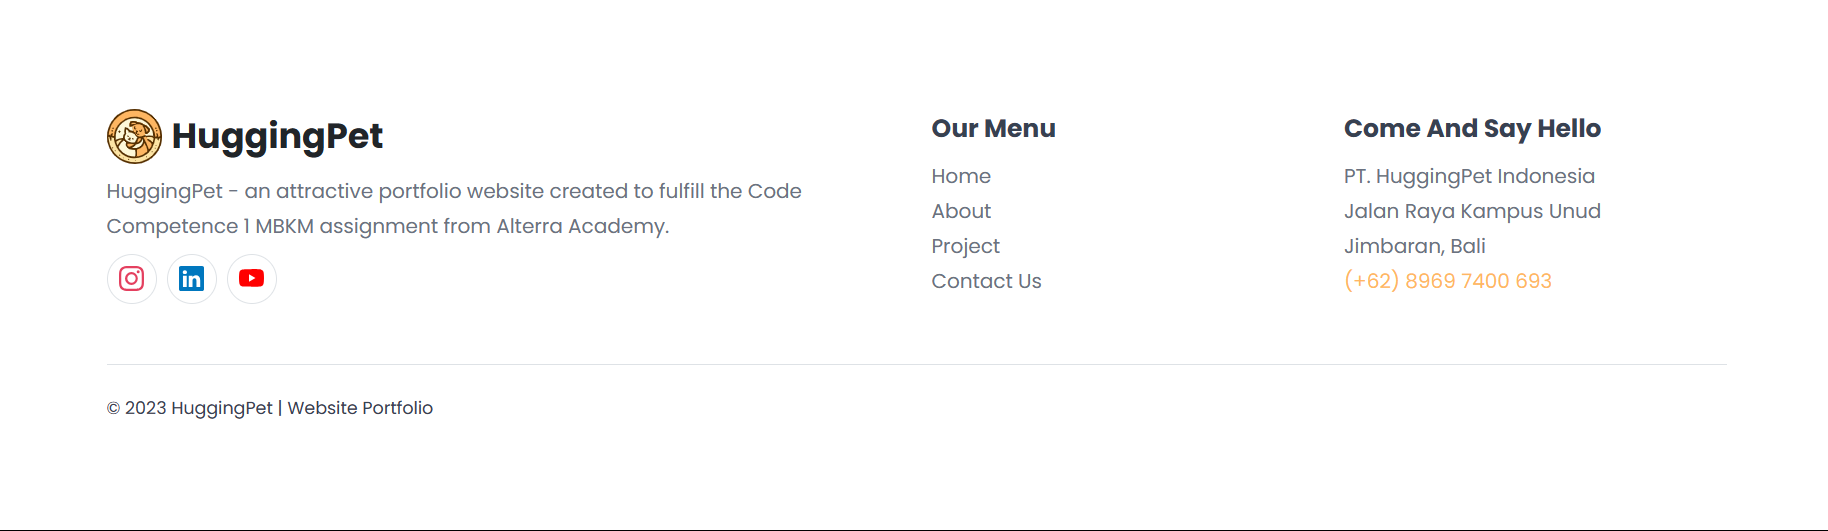 HuggingPet
HuggingPet - an attractive portfolio website created to fulfill the Code
Competence 1 MBKM assignment from Alterra Academy.
Our Menu
Home
About
Project
Contact Us
Come And Say Hello
PT. HuggingPet Indonesia
Jalan Raya Kampus Unud
Jimbaran, Bali
(+62) 8969 7400 693
© 2023 HuggingPet | Website Portfolio